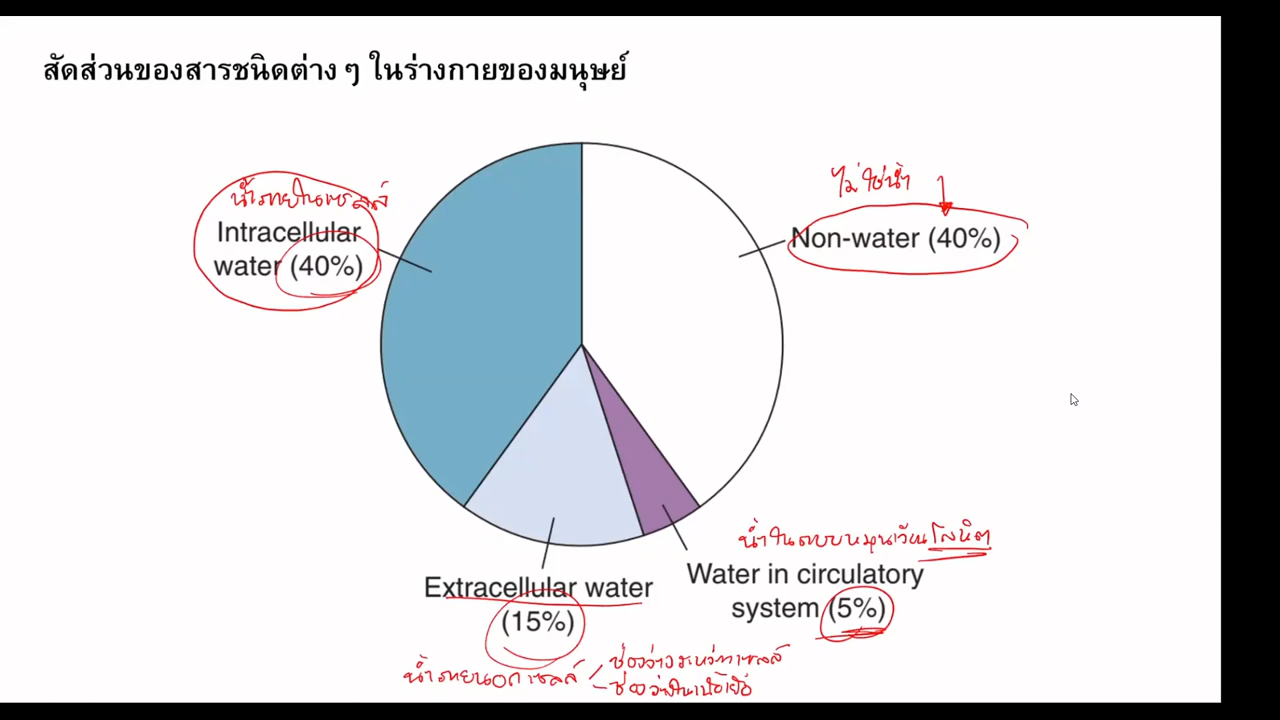 สัดส่วนของสารชนิดต่าง ๆ ในร่างกายของมนุษย์
น้ำภายในเซลล์
Intracellular
water (40%)
ไม่ใช่น้ำ
Non-water (40%)
น้ำในระบบหมุนเวียนโลหิต
Water in circulatory
system (5%)
Extracellular water
(15%)
น้ำภายนอกเซลล์
ช่องว่างระหว่างเซลล์
ช่องว่างในเนื้อเยื่อ